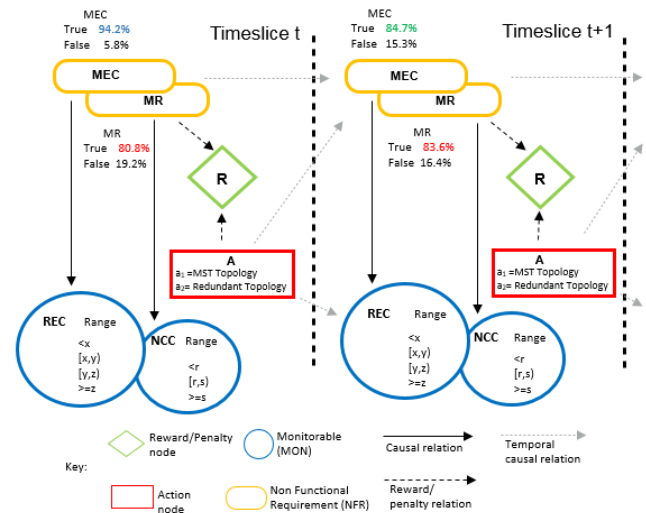 MEC
True 94.2%
False 5.8%
Timeslice t
MEC
MR
MR
True 80.8%
False 19.2%
R
A
a₁ =MST Topology
a₂= Redundant Topology
REC Range
<x
[x,y)
[y,z)
>=z
NCC Range
<r
[r,s)
>=s
MEC
True 84.7%
False 15.3%
Timeslice t+1
MEC
MR
MR
True 83.6%
False 16.4%
R
A
a₁ =MST Topology
a₂= Redundant Topology
REC Range
<x
[x,y)
[y,z)
>=z
NCC Range
<r
[r,s)
>=s
Key:
Reward/Penalty
node
Monitorable
(MON)
Causal relation
Temporal
causal relation
Action
node
Non Functional
Requirement (NFR)
Reward/
penalty relation